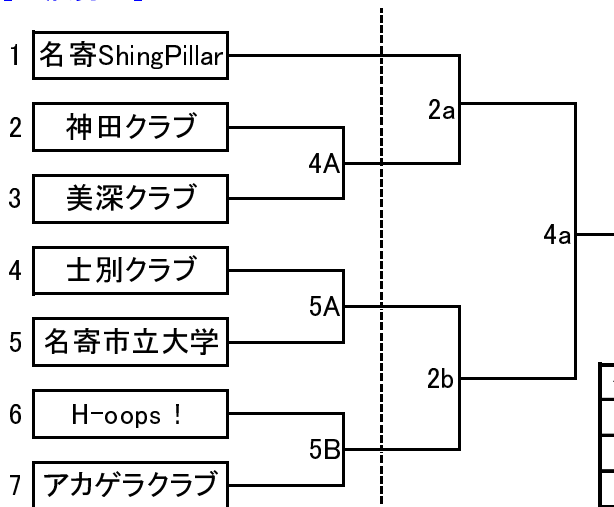 1 名寄ShingPillar
2a
2 神田クラブ
4A
3 美深クラブ
4a
4 士別クラブ
5A
5 名寄市立大学
2b
6 H-oops !
5B
7 アカゲラクラブ